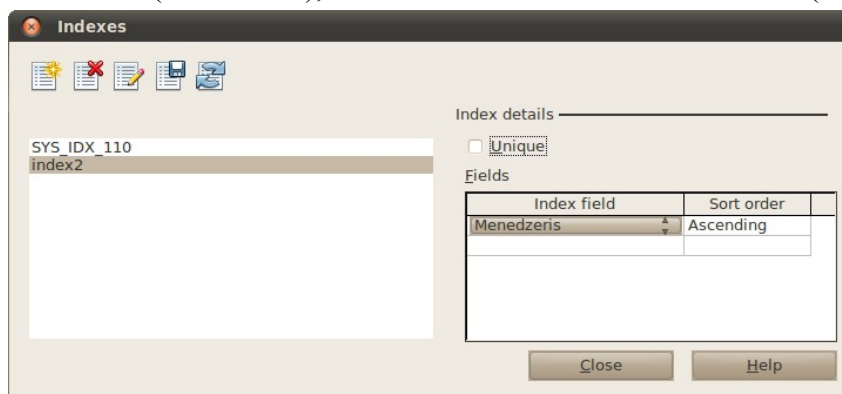 Indexes
Index details
SYS_IDX_110
index2
Unique
Fields
Index field Sort order
Menedzeris Ascending
Close Help